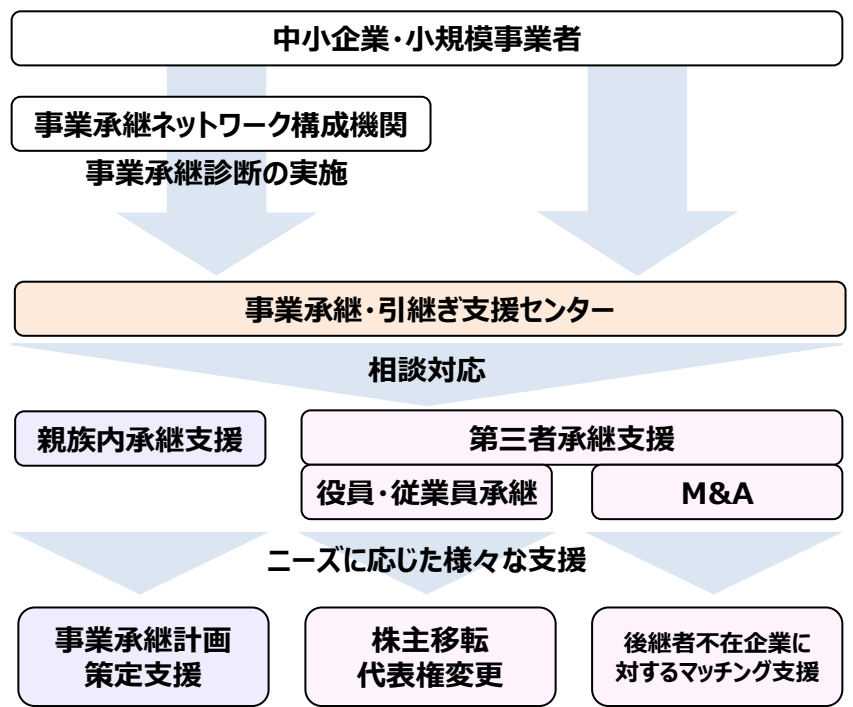 中小企業・小規模事業者
事業承継ネットワーク構成機関
事業承継診断の実施
事業承継・引継ぎ支援センター
相談対応
親族内承継支援
第三者承継支援
役員・従業員承継
M&A
ニーズに応じた様々な支援
事業承継計画
策定支援
株主移転
代表権変更
後継者不在企業に
対するマッチング支援